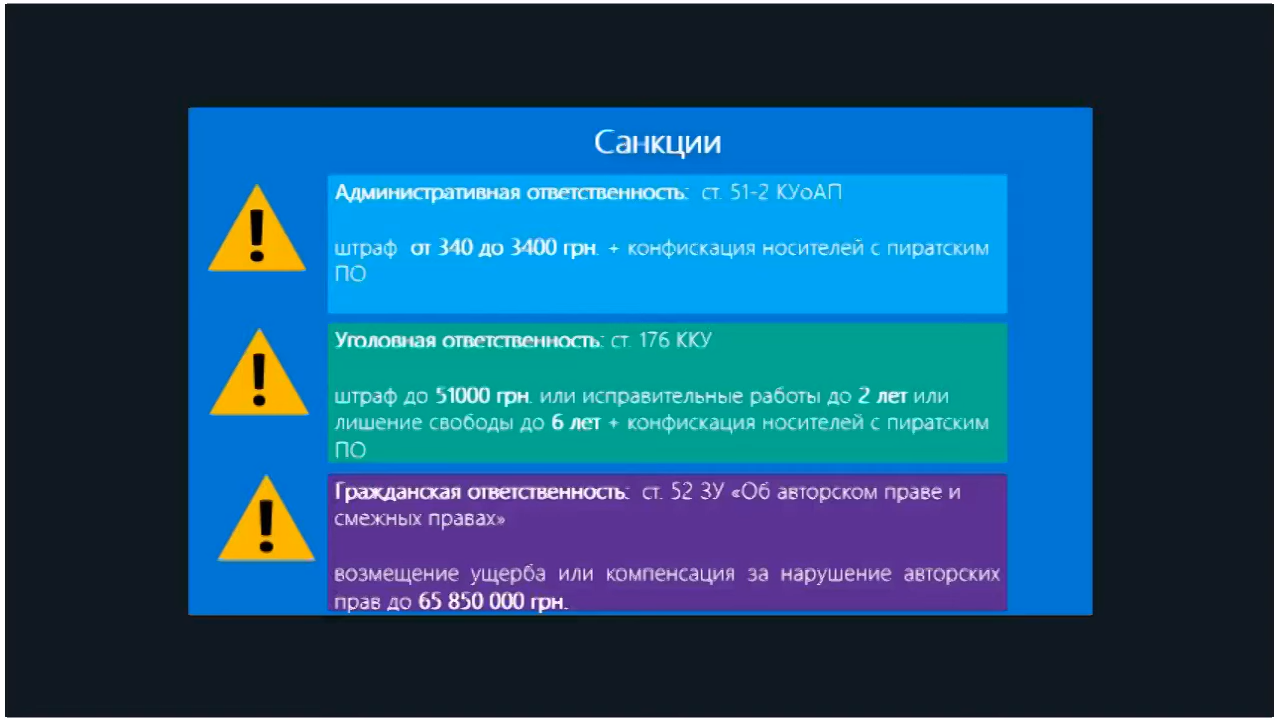 Санкции
Административная ответственность: ст. 51-2 КУоАП
штраф от 340 до 3400 грн. + конфискация носителей с пиратским
ПО
Уголовная ответственность: ст. 176 ККУ
штраф до 51000 грн. или исправительные работы до 2 лет или
лишение свободы до 6 лет + конфискация носителей с пиратским
ПО
Гражданская ответственность: ст. 52 ЗУ «Об авторском праве и
смежных правах»
возмещение ущерба или компенсация за нарушение авторских
прав до 65 850 000 грн.